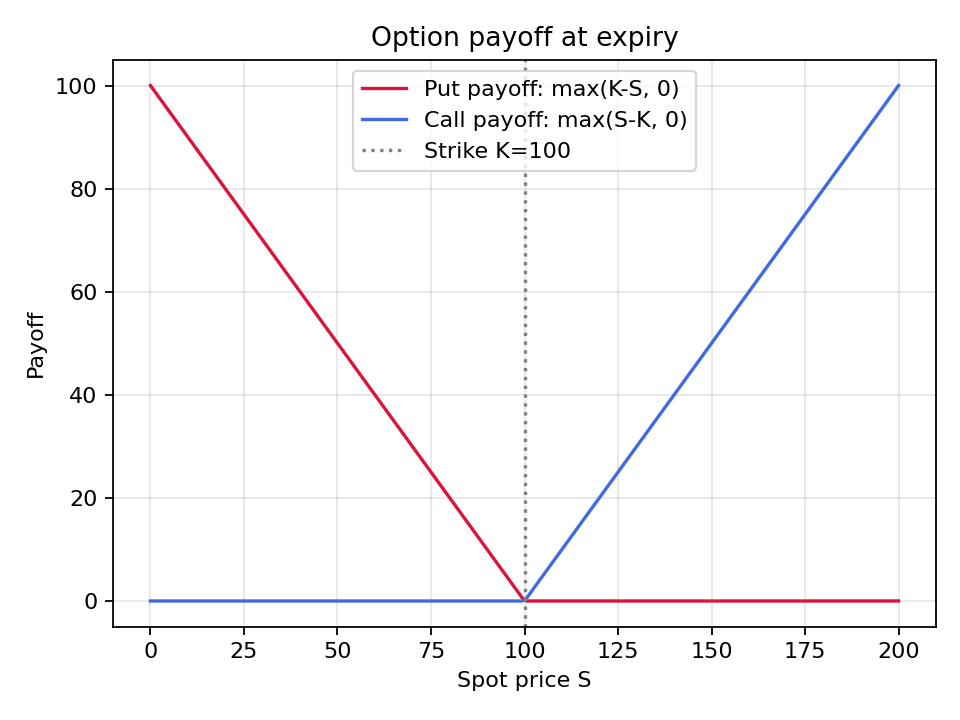 Option payoff at expiry
Put payoff: max(K-S, 0)
Call payoff: max(S-K, 0)
Strike K=100
100
80
60
40
20
0
Payoff
0 25 50 75 100 125 150 175 200
Spot price S